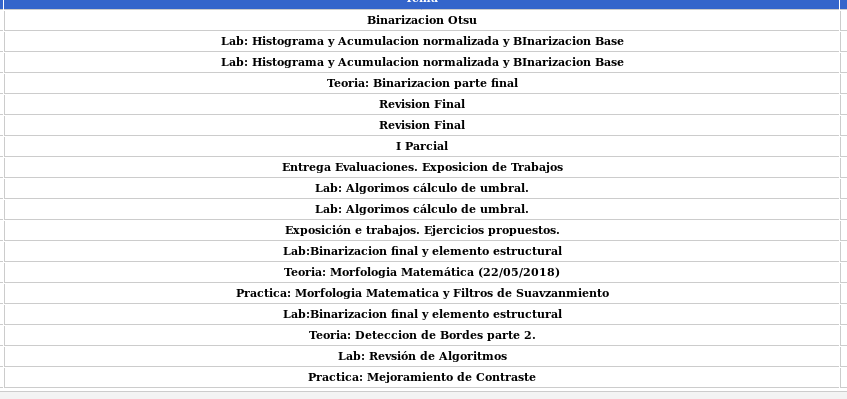 Tema
Binarizacion Otsu
Lab: Histograma y Acumulacion normalizada y BInarizacion Base
Lab: Histograma y Acumulacion normalizada y BInarizacion Base
Teoria: Binarizacion parte final
Revision Final
Revision Final
I Parcial
Entrega Evaluaciones. Exposicion de Trabajos
Lab: Algorimos cálculo de umbral.
Lab: Algorimos cálculo de umbral.
Exposición e trabajos. Ejercicios propuestos.
Lab:Binarizacion final y elemento estructural
Teoria: Morfologia Matemática (22/05/2018)
Practica: Morfologia Matematica y Filtros de Suavzanmiento
Lab:Binarizacion final y elemento estructural
Teoria: Deteccion de Bordes parte 2.
Lab: Revsión de Algoritmos
Practica: Mejoramiento de Contraste